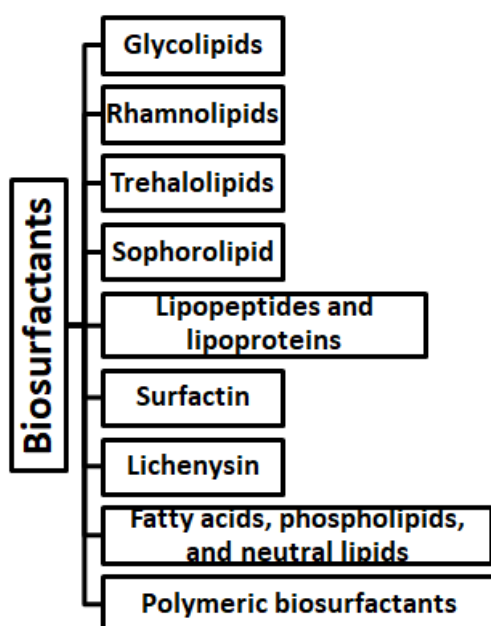 Biosurfactants
Glycolipids
Rhamnolipids
Trehalolipids
Sophorolipid
Lipopeptides and
lipoproteins
Surfactin
Lichenysin
Fatty acids, phospholipids,
and neutral lipids
Polymeric biosurfactants